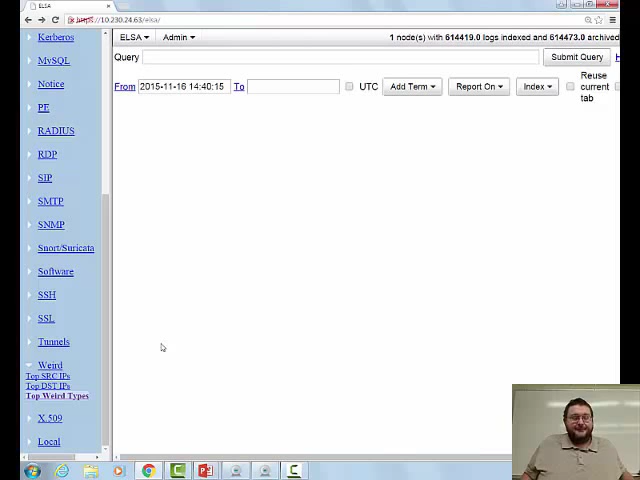 ELSA
https://10.230.24.63/elsa/
Kerberos
MySQL
Notice
PE
RADIUS
RDP
SIP
SMTP
SNMP
Snort/Suricata
Software
SSH
SSL
Tunnels
Weird
Top SRC IPs
Top DST IPs
Top Weird Types
X.509
Local
ELSA Admin 1 node(s) with 614419.0 logs indexed and 614473.0 archived
Query Submit Query H
From 2015-11-16 14:40:15 To UTC Add Term Report On Index Reuse current tab